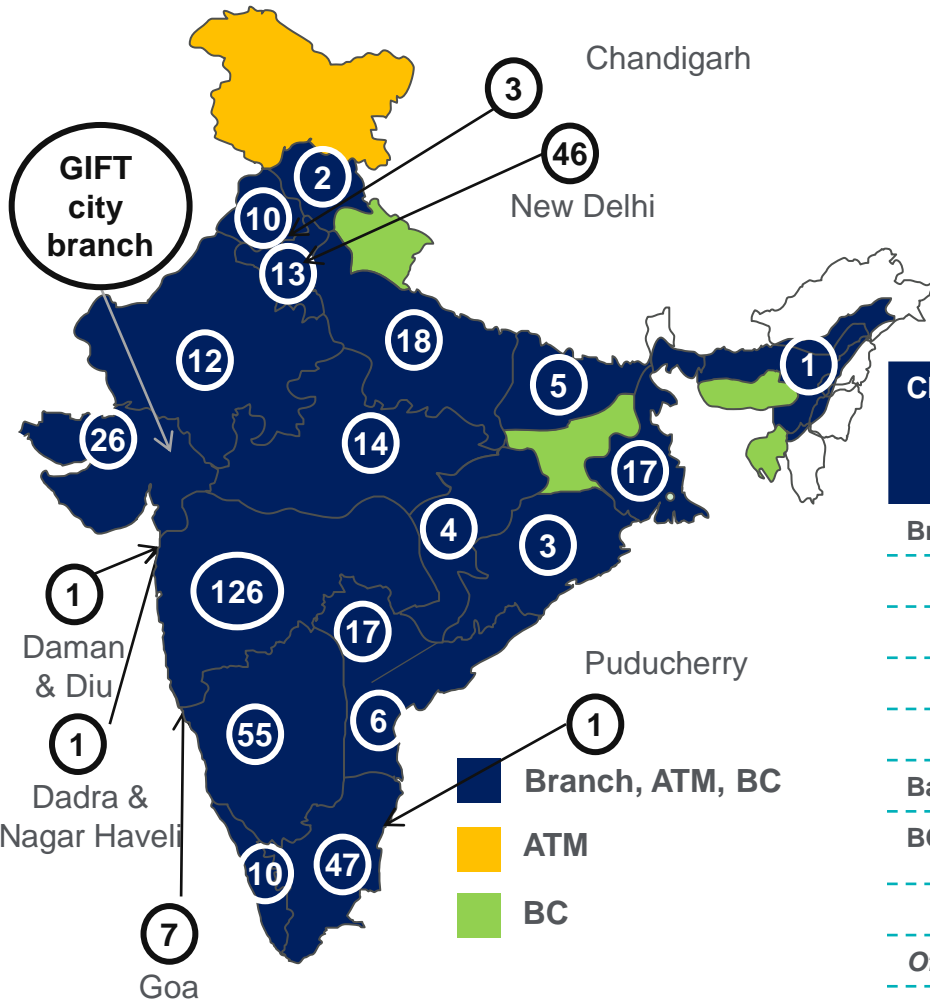 Chandigarh
3
46
New Delhi
GIFT
city
branch
2
10
13
12
18
5
1
26
14
17
4
3
126
1
Daman
& Diu
17
Puducherry
1
55
6
1
Dadra &
Nagar Haveli
Branch, ATM, BC
ATM
BC
10
47
7
Goa